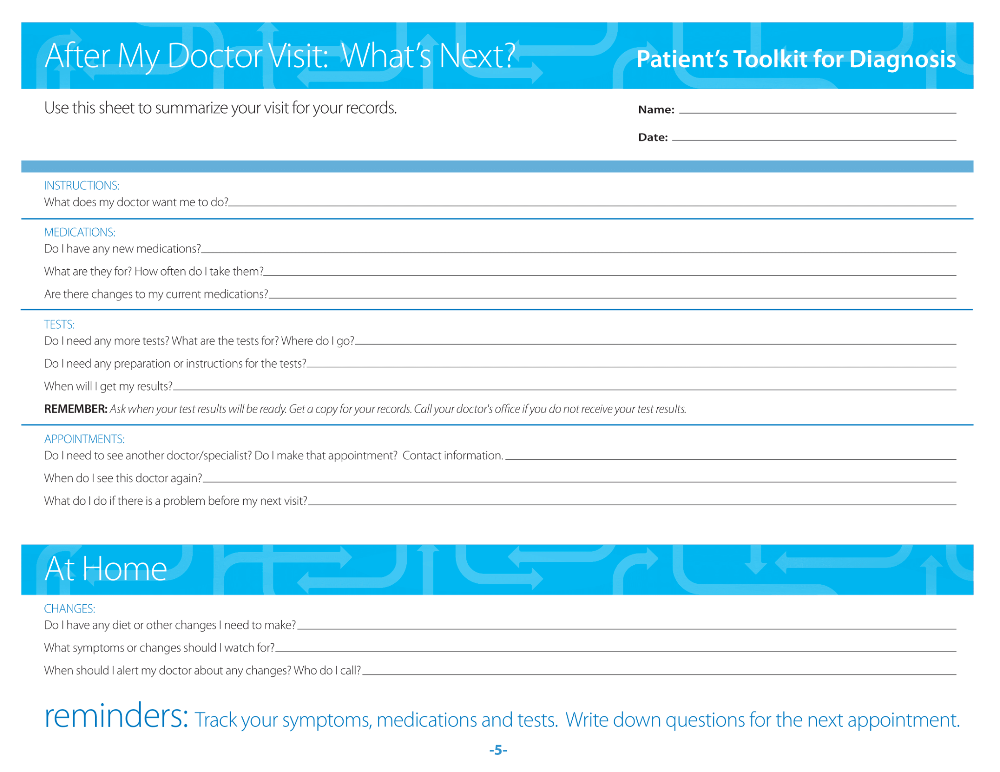 After My Doctor Visit:  What's Next?
Patient's Toolkit for Diagnosis
Use this sheet to summarize your visit for your records.
Name:
Date:
INSTRUCTIONS:
What does my doctor want me to do?
MEDICATIONS:
Do I have any new medications?
What are they for? How often do I take them?
Are there changes to my current medications?
TESTS:
Do I need any more tests? What are the tests for? Where do I go?
Do I need any preparation or instructions for the tests?
When will I get my results?
REMEMBER: Ask when your test results will be ready. Get a copy for your records. Call your doctor's office if you do not receive your test results.
APPOINTMENTS:
Do I need to see another doctor/specialist? Do I make that appointment?  Contact information.
When do I see this doctor again?
What do I do if there is a problem before my next visit?
At Home
CHANGES:
Do I have any diet or other changes I need to make?
What symptoms or changes should I watch for?
When should I alert my doctor about any changes? Who do I call?
reminders: Track your symptoms, medications and tests.  Write down questions for the next appointment.
-5-